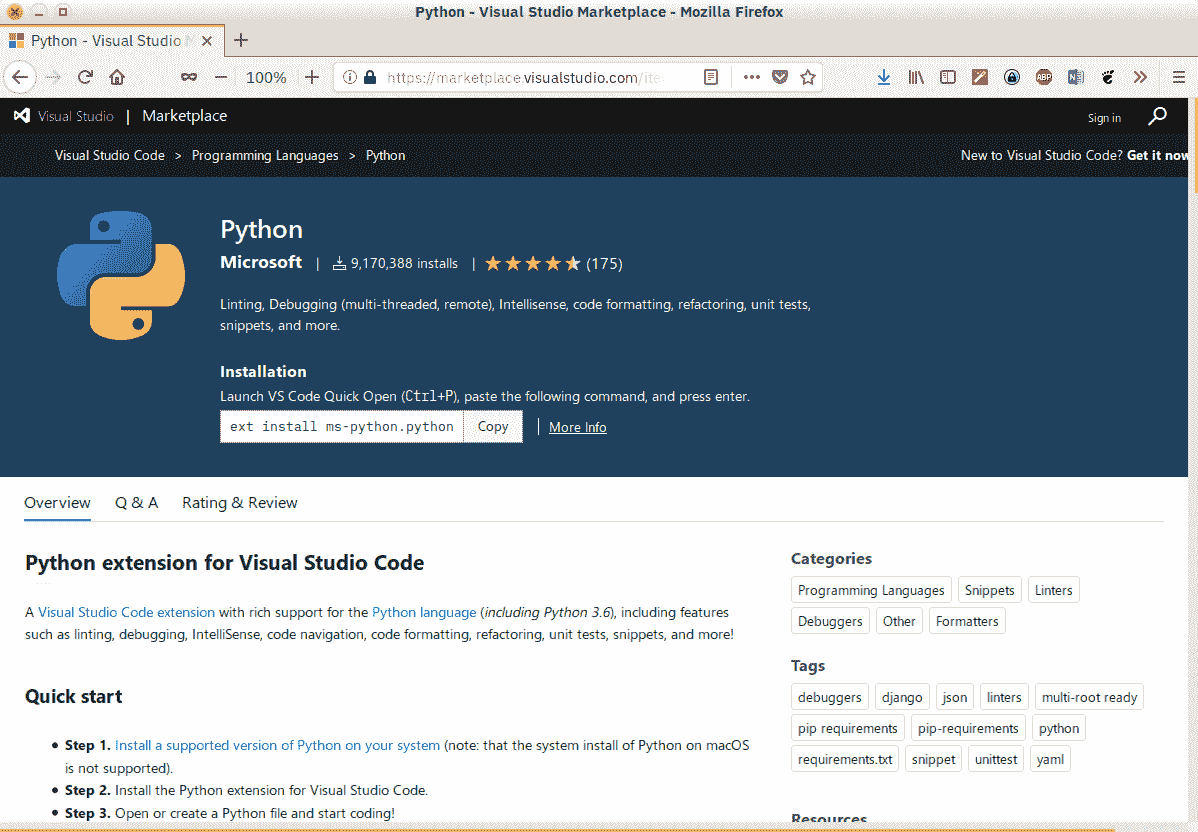 Python - Visual Studio Marketplace - Mozilla Firefox
Python - Visual Studio M
100%
https://marketplace.visualstudio.com/ite
ABP
Visual Studio | Marketplace
Sign in
Visual Studio Code > Programming Languages > Python
New to Visual Studio Code? Get it now
Python
Microsoft | 9,170,388 installs | (175)
Linting, Debugging (multi-threaded, remote), Intellisense, code formatting, refactoring, unit tests,
snippets, and more.
Installation
Launch VS Code Quick Open (Ctrl+P), paste the following command, and press enter.
ext install ms-python.python
Copy
More Info
Overview
Q & A
Rating & Review
Python extension for Visual Studio Code
A Visual Studio Code extension with rich support for the Python language (including Python 3.6), including features
such as linting, debugging, IntelliSense, code navigation, code formatting, refactoring, unit tests, snippets, and more!
Quick start
• Step 1. Install a supported version of Python on your system (note: that the system install of Python on macOS
is not supported).
• Step 2. Install the Python extension for Visual Studio Code.
• Step 3. Open or create a Python file and start coding!
Categories
Programming Languages Snippets Linters
Debuggers Other Formatters
Tags
debuggers django json linters multi-root ready
pip requirements pip-requirements python
requirements.txt snippet unittest yaml
Resources